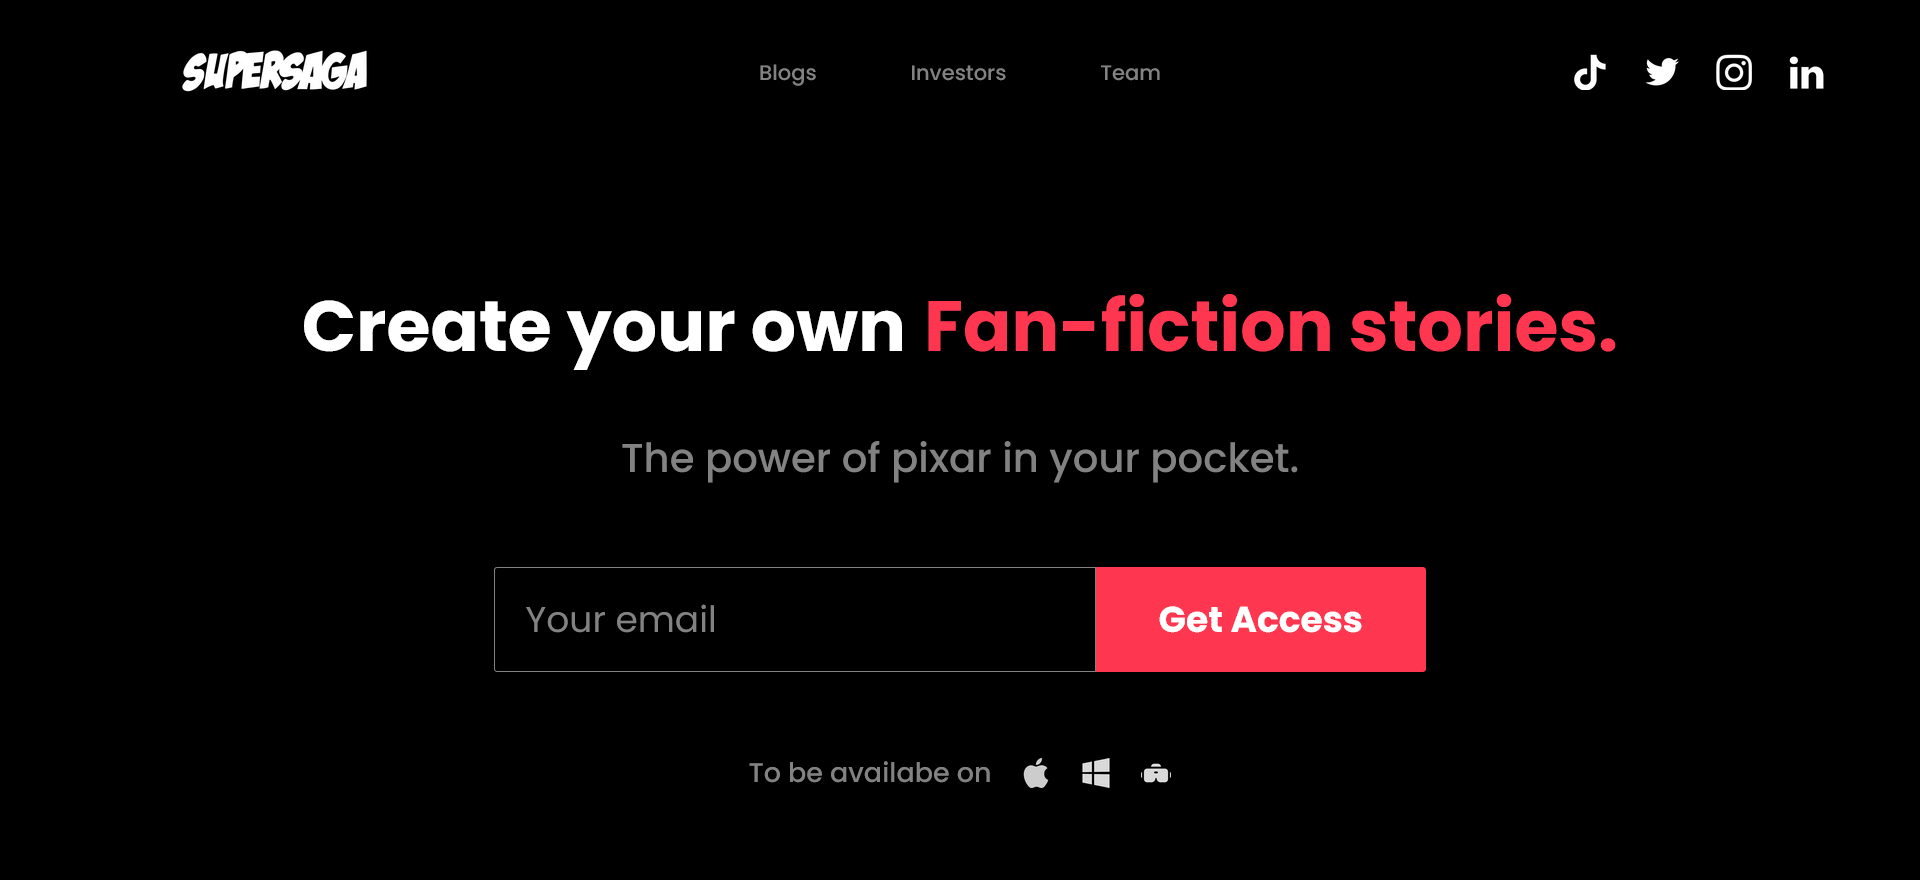 SUPERSAGA
Blogs Investors Team
Create your own Fan-fiction stories.
The power of pixar in your pocket.
Your email Get Access
To be availabe on